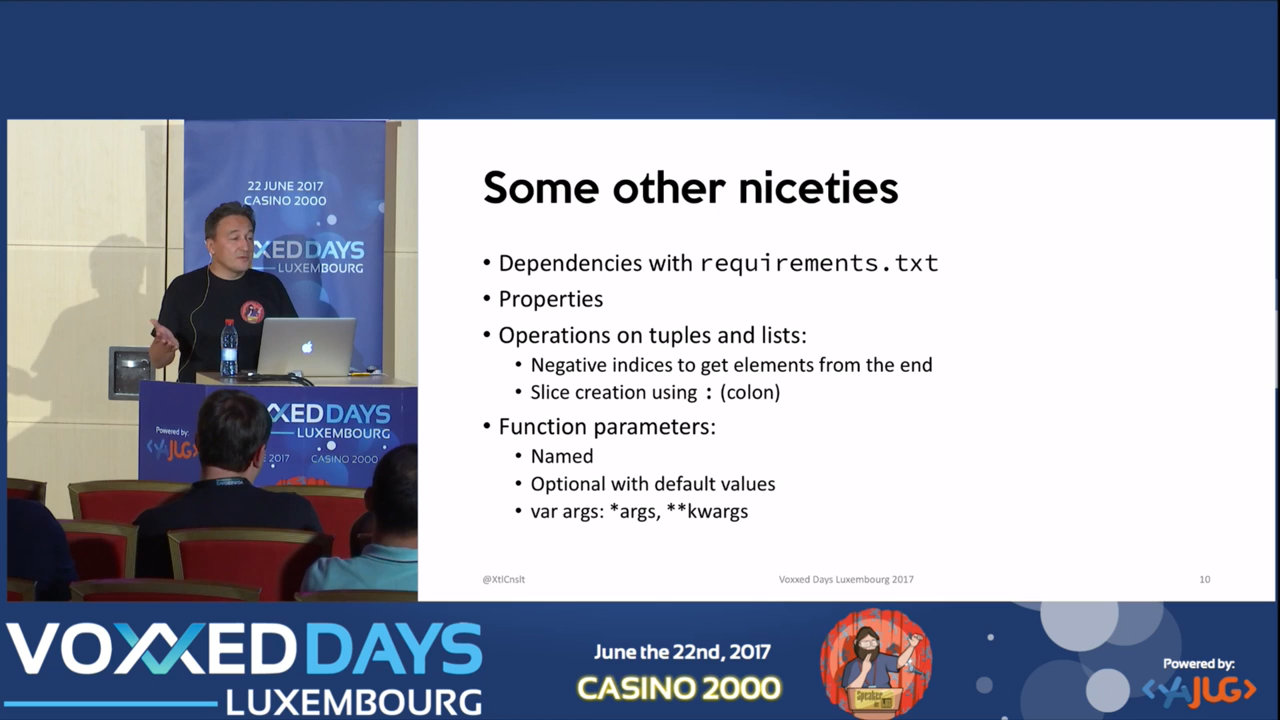 22 JUNE 2017
CASINO 2000
XXED DAYS
LUXEMBOURG
XXED DAYS
LUXEMBOURG
Powered by:
<YAJUG
E 2017 CASINO 2000
Some other niceties
• Dependencies with requirements.txt
• Properties
• Operations on tuples and lists:
• Negative indices to get elements from the end
• Slice creation using : (colon)
• Function parameters:
• Named
• Optional with default values
• var args: *args, **kwargs
@XtlCnslt Voxxed Days Luxembourg 2017 10
VOXXED DAYS
LUXEMBOURG
June the 22nd, 2017
CASINO 2000
Speaker
Powered by:
<YAJUG>